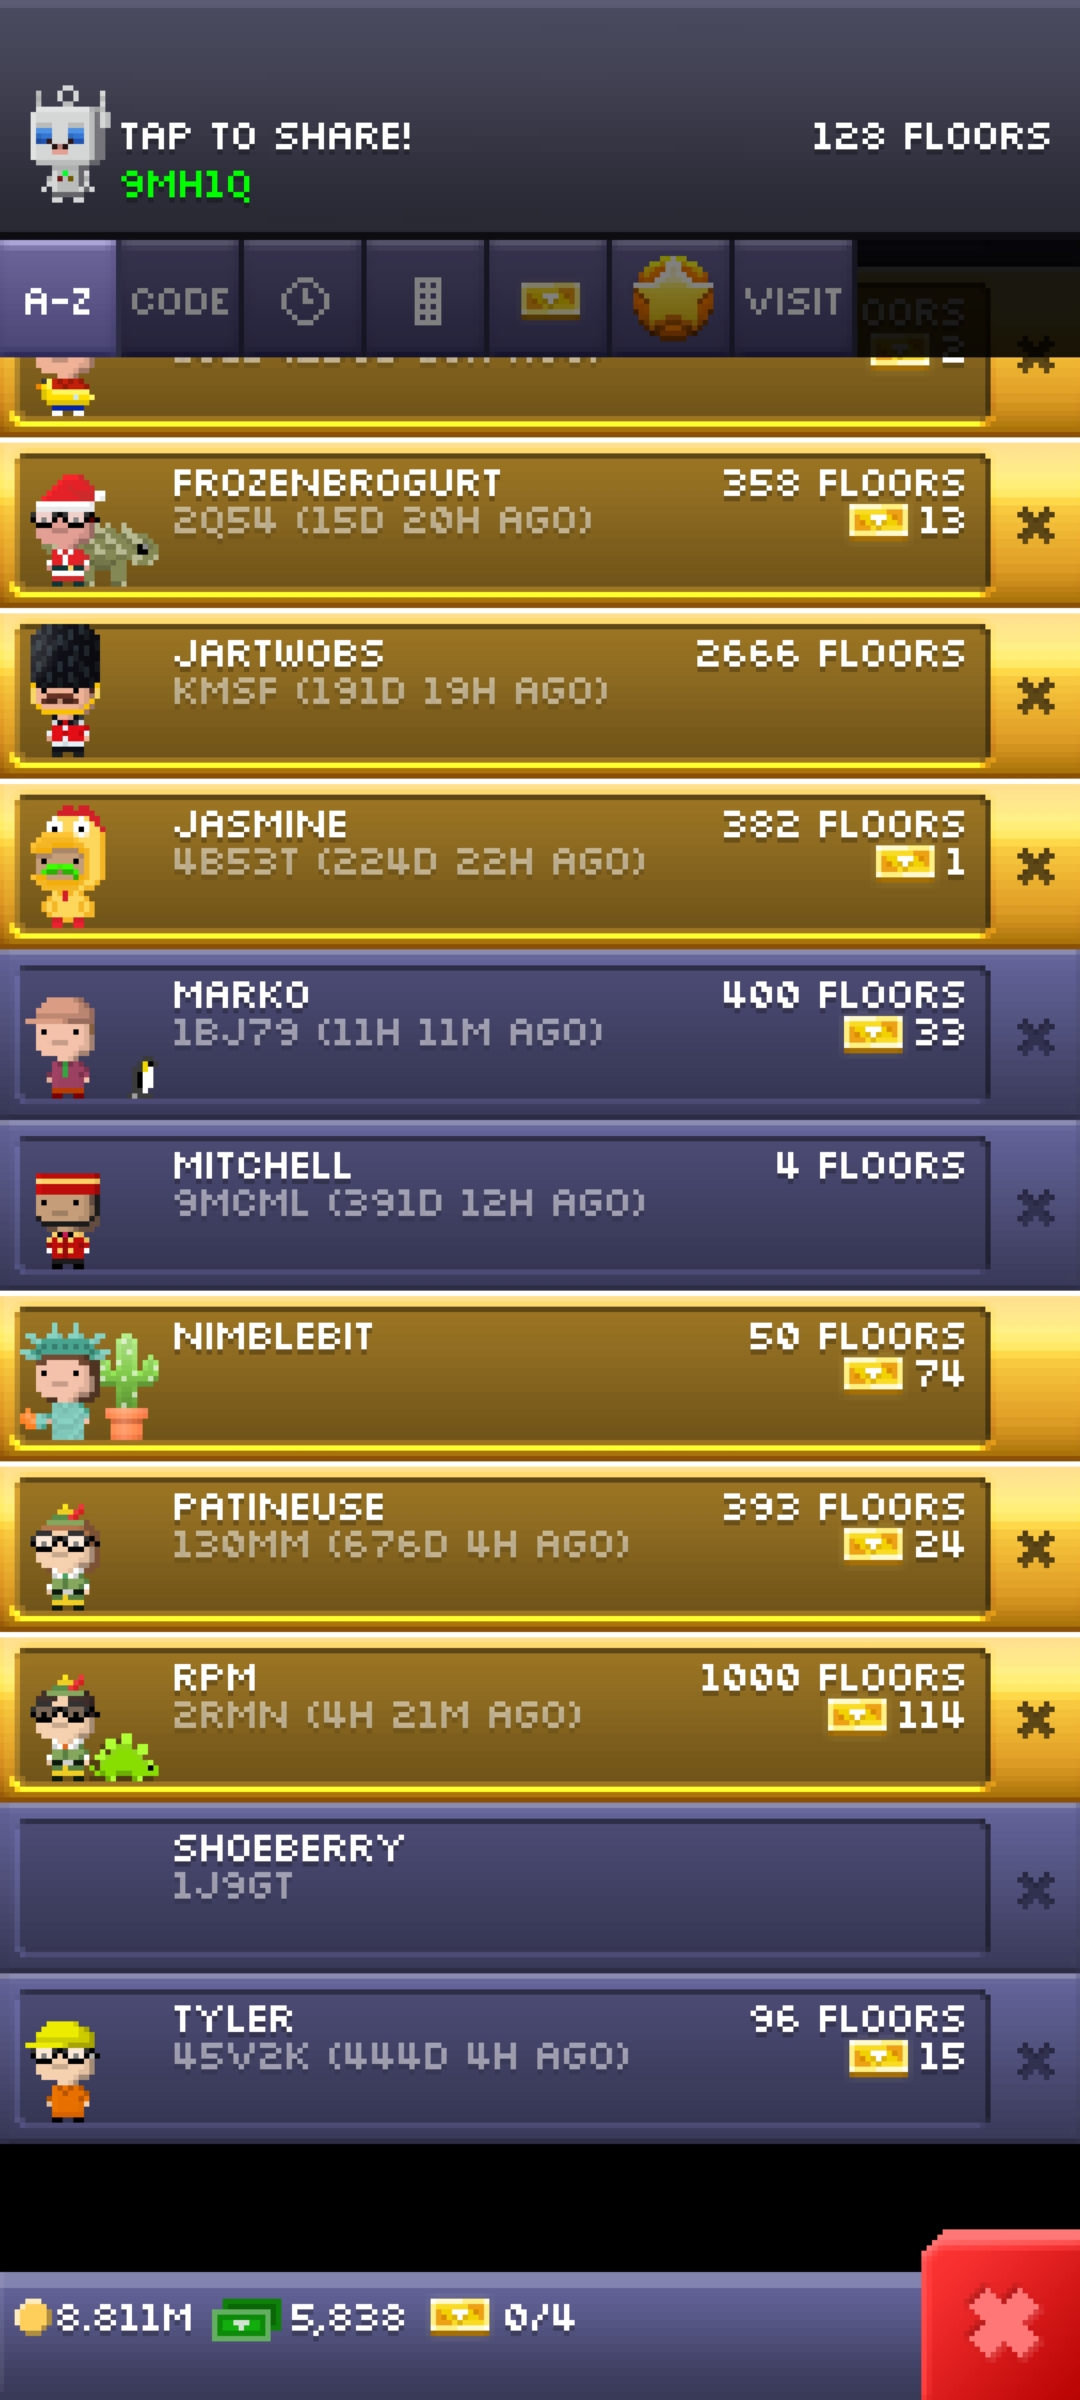 TAP TO SHARE!
128 FLOORS
9MH1Q
A-Z
CODE
VISIT
2
FROZENBROGURT
358 FLOORS
2Q54 (15D 20H AGO)
13
JARTWOBS
2666 FLOORS
KMSF (191D 19H AGO)
JASMINE
382 FLOORS
4B53T (224D 22H AGO)
1
MARKO
400 FLOORS
1BJ79 (11H 11M AGO)
33
MITCHELL
4 FLOORS
9MCML (391D 12H AGO)
NIMBLEBIT
50 FLOORS
74
PATINEUSE
393 FLOORS
130MM (676D 4H AGO)
24
RPM
1000 FLOORS
2RMN (4H 21M AGO)
114
SHOEBERRY
1J9GT
TYLER
96 FLOORS
45V2K (444D 4H AGO)
15
8.811M
5,838
0/4